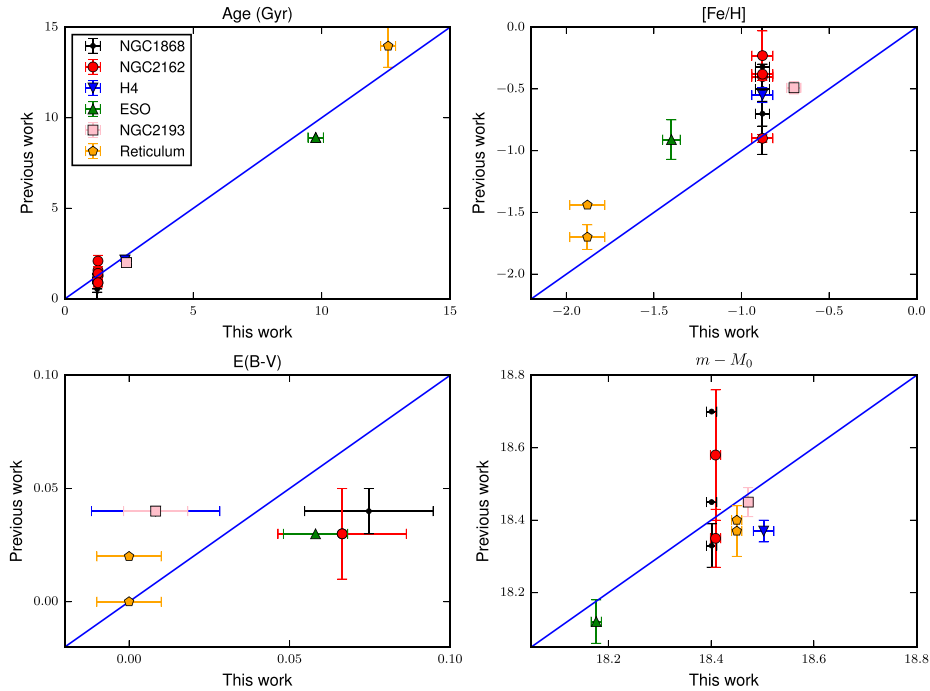 Age (Gyr)
15
10
5
0
0
5
10
15
Previous work
This work
NGC1868
NGC2162
H4
ESO
NGC2193
Reticulum
[Fe/H]
−0.0
−0.5
−1.0
−1.5
−2.0
−2.0
−1.5
−1.0
−0.5
0.0
Previous work
This work
E(B-V)
0.10
0.05
0.00
0.00
0.05
0.10
Previous work
This work
m − M₀
18.8
18.6
18.4
18.2
18.2
18.4
18.6
18.8
Previous work
This work